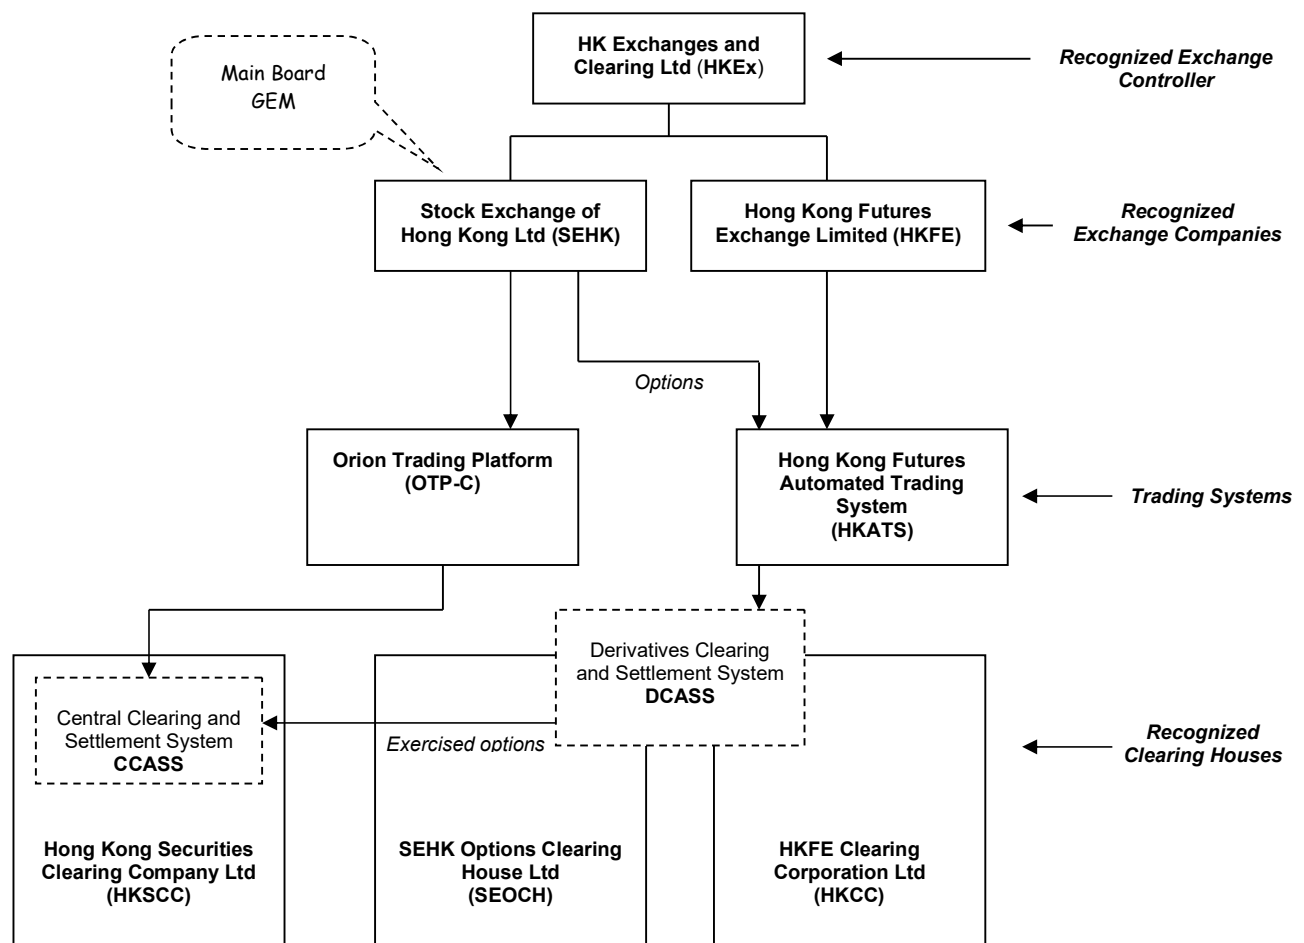 HK Exchanges and
Clearing Ltd (HKEx)
Recognized Exchange
Controller
Main Board
GEM
Stock Exchange of
Hong Kong Ltd (SEHK)
Hong Kong Futures
Exchange Limited (HKFE)
Recognized
Exchange Companies
Options
Orion Trading Platform
(OTP-C)
Hong Kong Futures
Automated Trading
System
(HKATS)
Trading Systems
Derivatives Clearing
and Settlement System
DCASS
Central Clearing and
Settlement System
CCASS
Exercised options
Recognized
Clearing Houses
Hong Kong Securities
Clearing Company Ltd
(HKSCC)
SEHK Options Clearing
House Ltd
(SEOCH)
HKFE Clearing
Corporation Ltd
(HKCC)